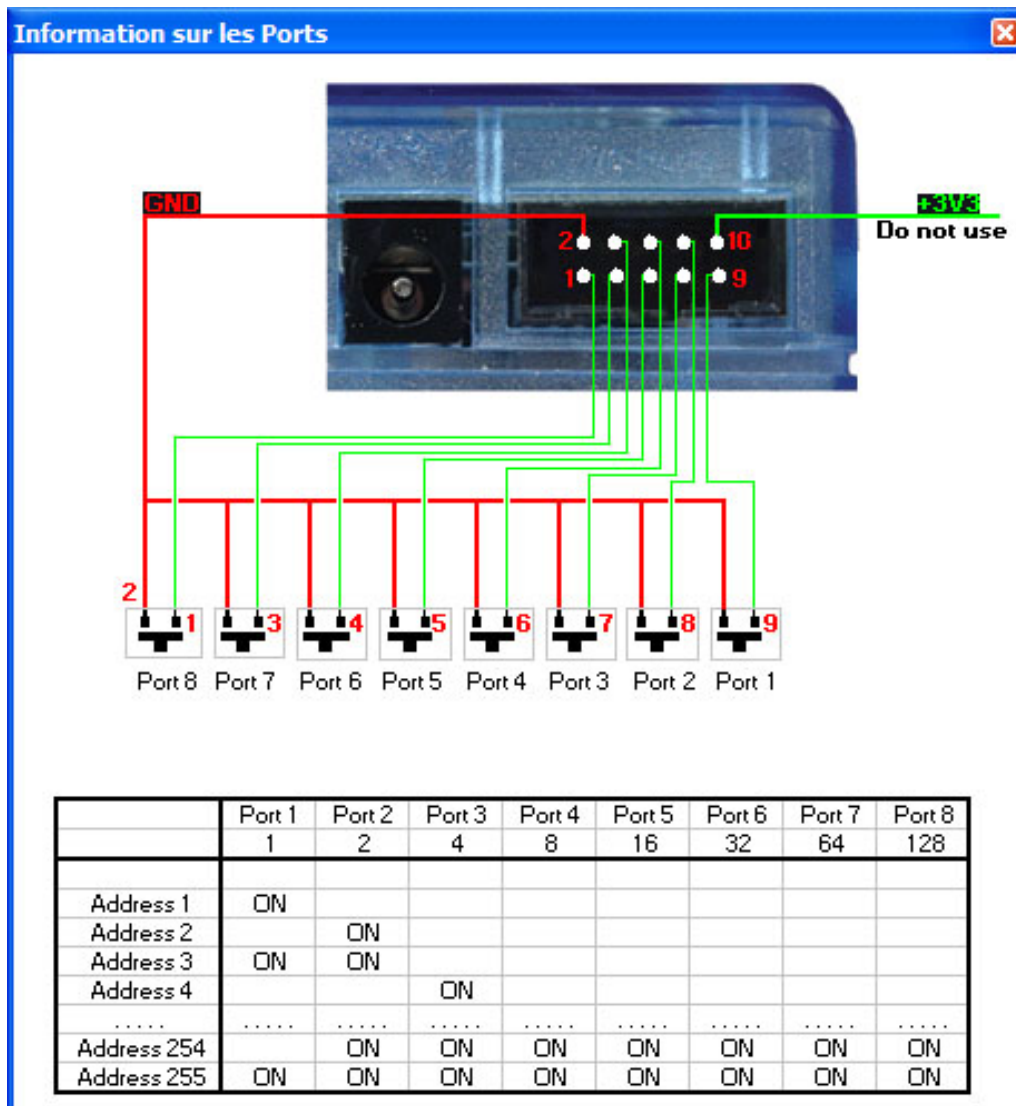 Information sur les Ports
GND
+3V3
Do not use
2 10
1 9
2
1 3 4 5 6 7 8 9
Port 8 Port 7 Port 6 Port 5 Port 4 Port 3 Port 2 Port 1
Port 1 Port 2 Port 3 Port 4 Port 5 Port 6 Port 7 Port 8
1 2 4 8 16 32 64 128
Address 1 ON
Address 2 ON
Address 3 ON ON
Address 4 ON
..... ..... ..... ..... ..... ..... ..... ..... .....
Address 254 ON ON ON ON ON ON ON
Address 255 ON ON ON ON ON ON ON ON